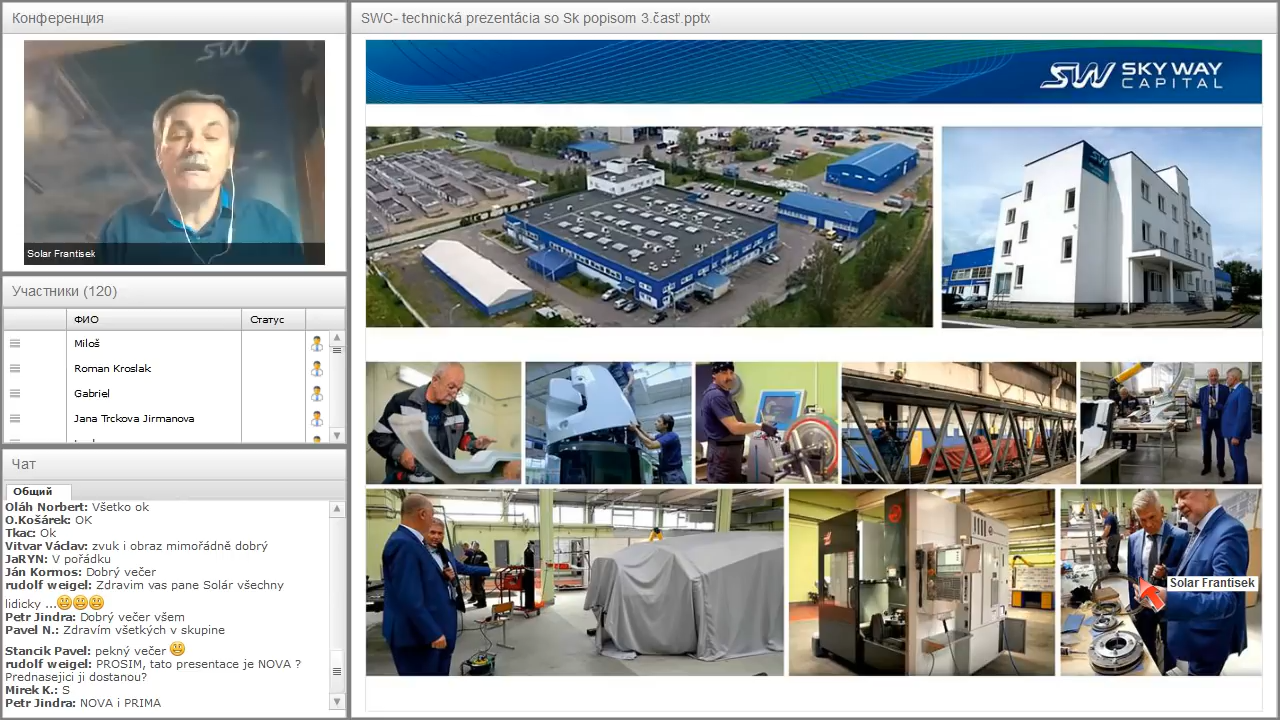 Конференция
SW
Solar Frantisek
Участники (120)
ФИО
Статус
Miloš
Roman Kroslak
Gabriel
Jana Trckova Jirmanova
Чат
Общий
Oláh Norbert: Všetko ok
O.Košárek: OK
Tkac: Ok
Vitvar Václav: zvuk i obraz mimořádně dobrý
JaRYN: V pořádku
Ján Kormos: Dobrý večer
rudolf weigel: Zdravim vas pane Solár všechny
lidicky ...
Petr Jindra: Dobrý večer všem
Pavel N.: Zdravím všetkých v skupine
Stancik Pavel: pekný večer
rudolf weigel: PROSIM, tato presentace je NOVA ?
Prednasejici ji dostanou?
Mirek K.: S
Petr Jindra: NOVA i PRIMA
SWC- technická prezentácia so Sk popisom 3.časť.pptx
SW SKY WAY
CAPITAL
SW
Solar Frantisek